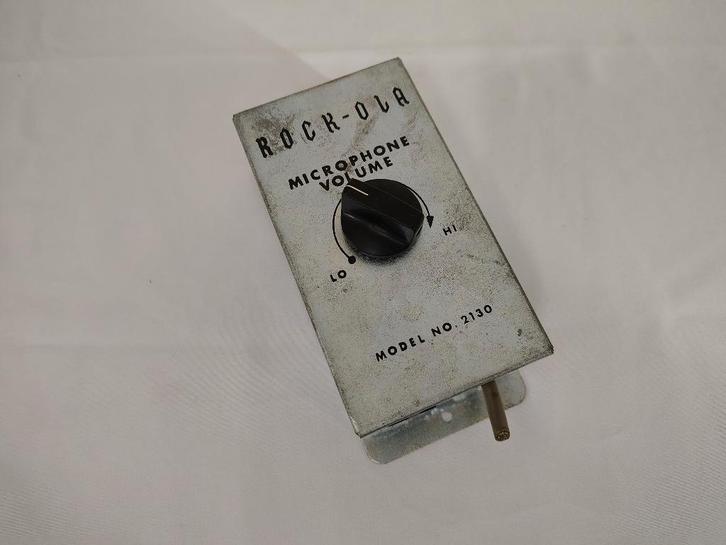 ROCK-OLA
MICROPHONE
VOLUME
LO
HI
MODEL NO. 2130